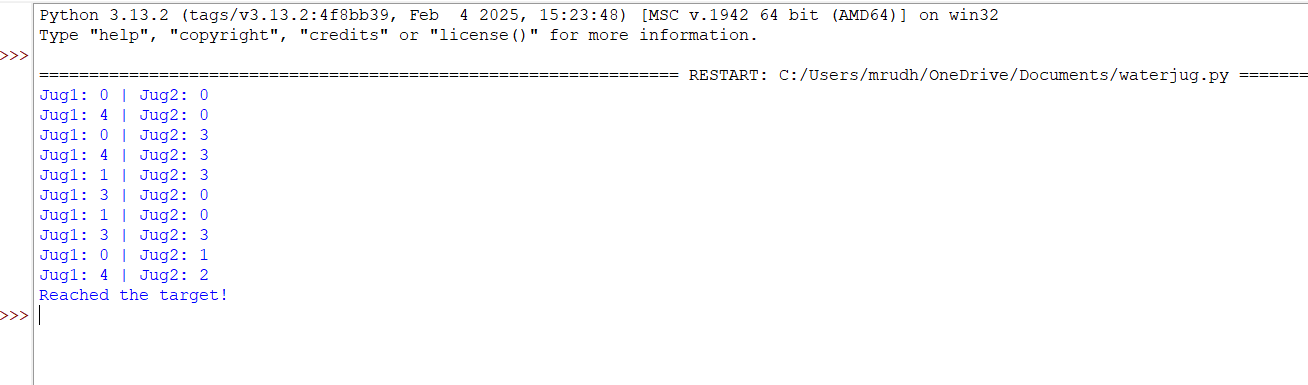 Python 3.13.2 (tags/v3.13.2:4f8bb39, Feb  4 2025, 15:23:48) [MSC v.1942 64 bit (AMD64)] on win32
Type "help", "copyright", "credits" or "license()" for more information.
>>>
================================================================ RESTART: C:/Users/mrudh/OneDrive/Documents/waterjug.py =======
Jug1: 0 | Jug2: 0
Jug1: 4 | Jug2: 0
Jug1: 0 | Jug2: 3
Jug1: 4 | Jug2: 3
Jug1: 1 | Jug2: 3
Jug1: 3 | Jug2: 0
Jug1: 1 | Jug2: 0
Jug1: 3 | Jug2: 3
Jug1: 0 | Jug2: 1
Jug1: 4 | Jug2: 2
Reached the target!
>>>